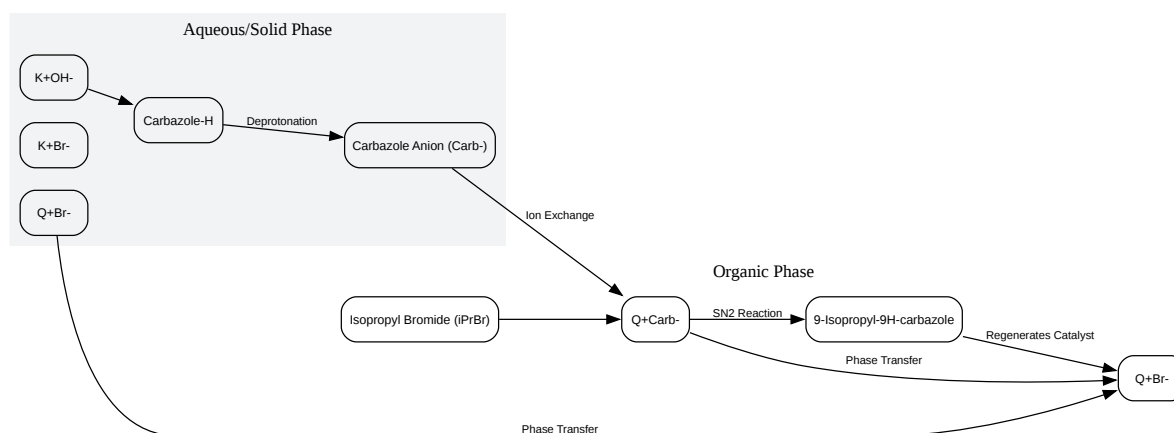 Aqueous/Solid Phase
K+OH-
Carbazole-H
Deprotonation
K+Br-
Carbazole Anion (Carb-)
Q+Br-
Ion Exchange
Organic Phase
Isopropyl Bromide (iPrBr)
Q+Carb-
SN2 Reaction
9-Isopropyl-9H-carbazole
Regenerates Catalyst
Phase Transfer
Q+Br-
Phase Transfer